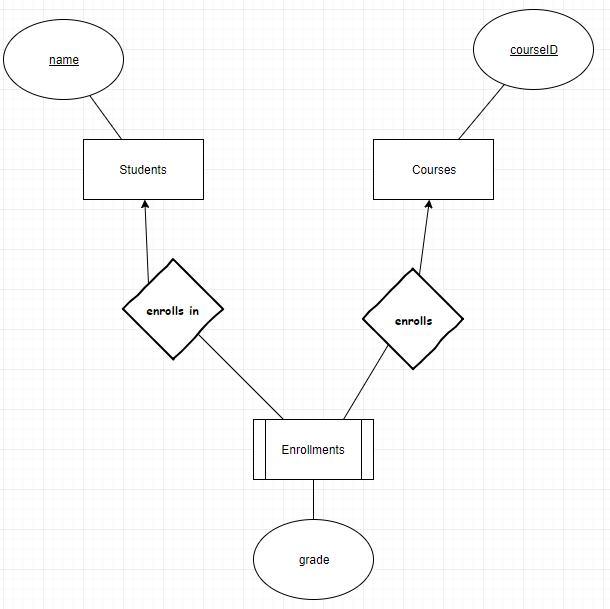 name
courseID
Students
Courses
enrolls in
enrolls
Enrollments
grade